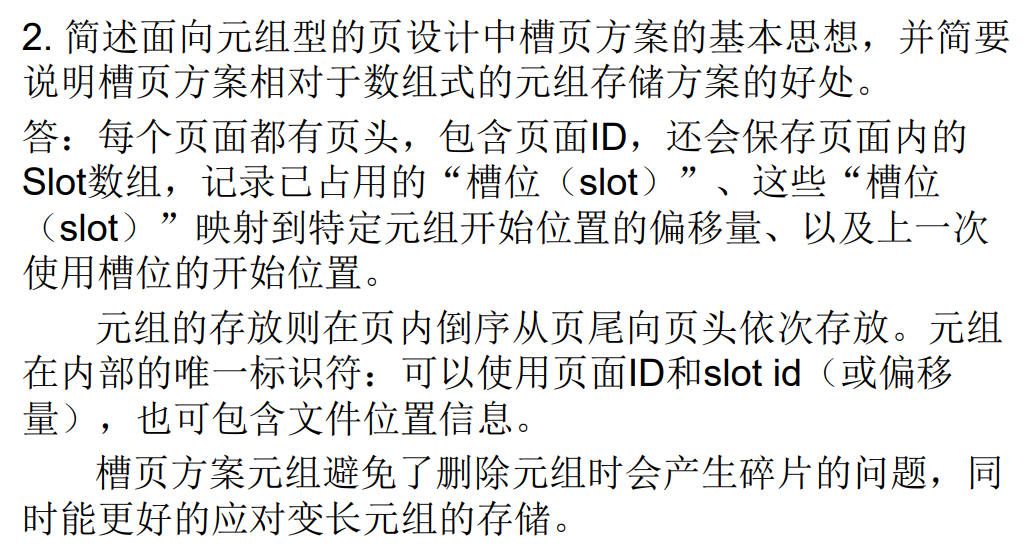 2. 简述面向元组型的页设计中槽页方案的基本思想，并简要
说明槽页方案相对于数组式的元组存储方案的好处。
答：每个页面都有页头，包含页面ID，还会保存页面内的
Slot数组，记录已占用的“槽位（slot）”、这些“槽位
（slot）”映射到特定元组开始位置的偏移量、以及上一次
使用槽位的开始位置。
元组的存放则在页内倒序从页尾向页头依次存放。元组
在内部的唯一标识符：可以使用页面ID和slot id（或偏移
量），也可包含文件位置信息。
槽页方案元组避免了删除元组时会产生碎片的问题，同
时能更好的应对变长元组的存储。